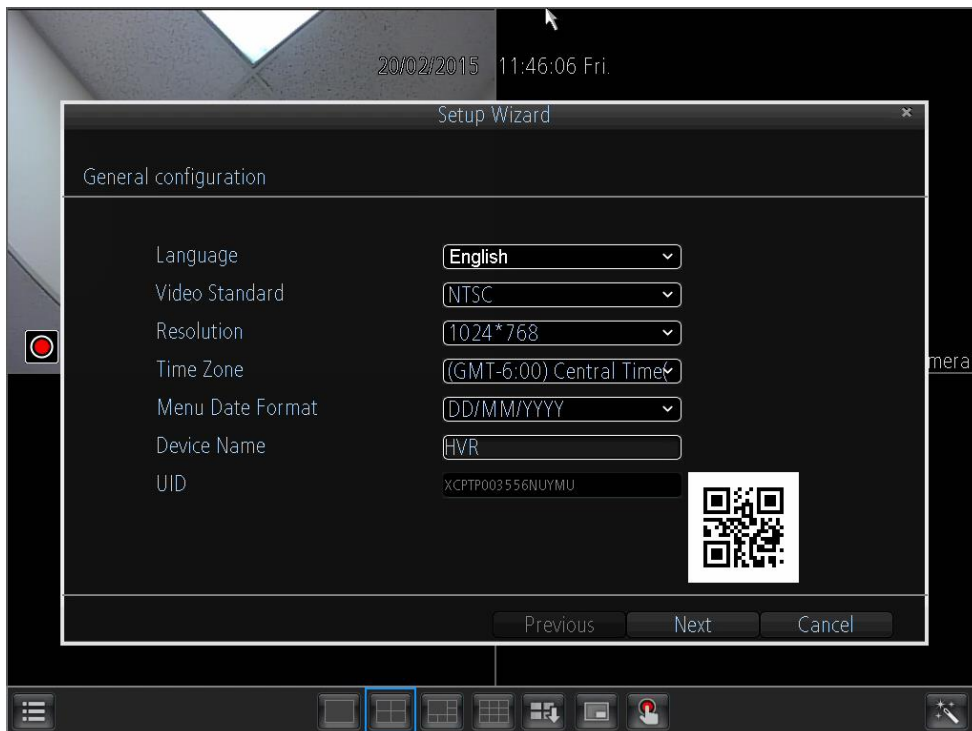 20/02/2015 11:46:06 Fri.
Setup Wizard
General configuration
Language English
Video Standard NTSC
Resolution 1024*768
Time Zone (GMT-6:00) Central Time(
Menu Date Format DD/MM/YYYY
Device Name HVR
UID XCPTP003556NUYMU
mera
Previous Next Cancel